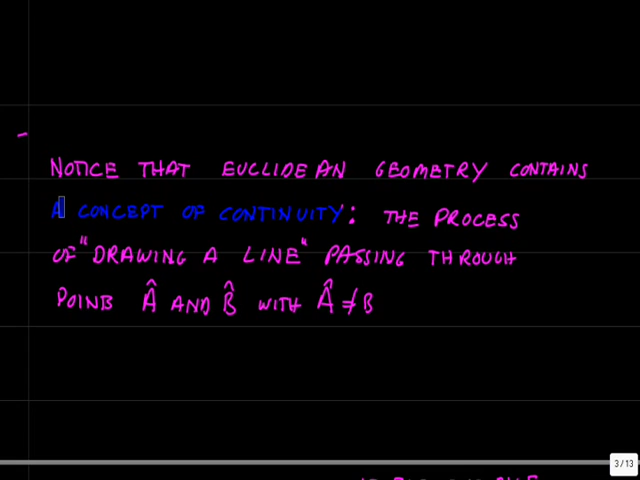 - NOTICE THAT EUCLIDEAN GEOMETRY CONTAINS
A CONCEPT OF CONTINUITY: THE PROCESS
OF "DRAWING A LINE" PASSING THROUGH
POINTS Â AND B̂ WITH Â ≠ B
3/13